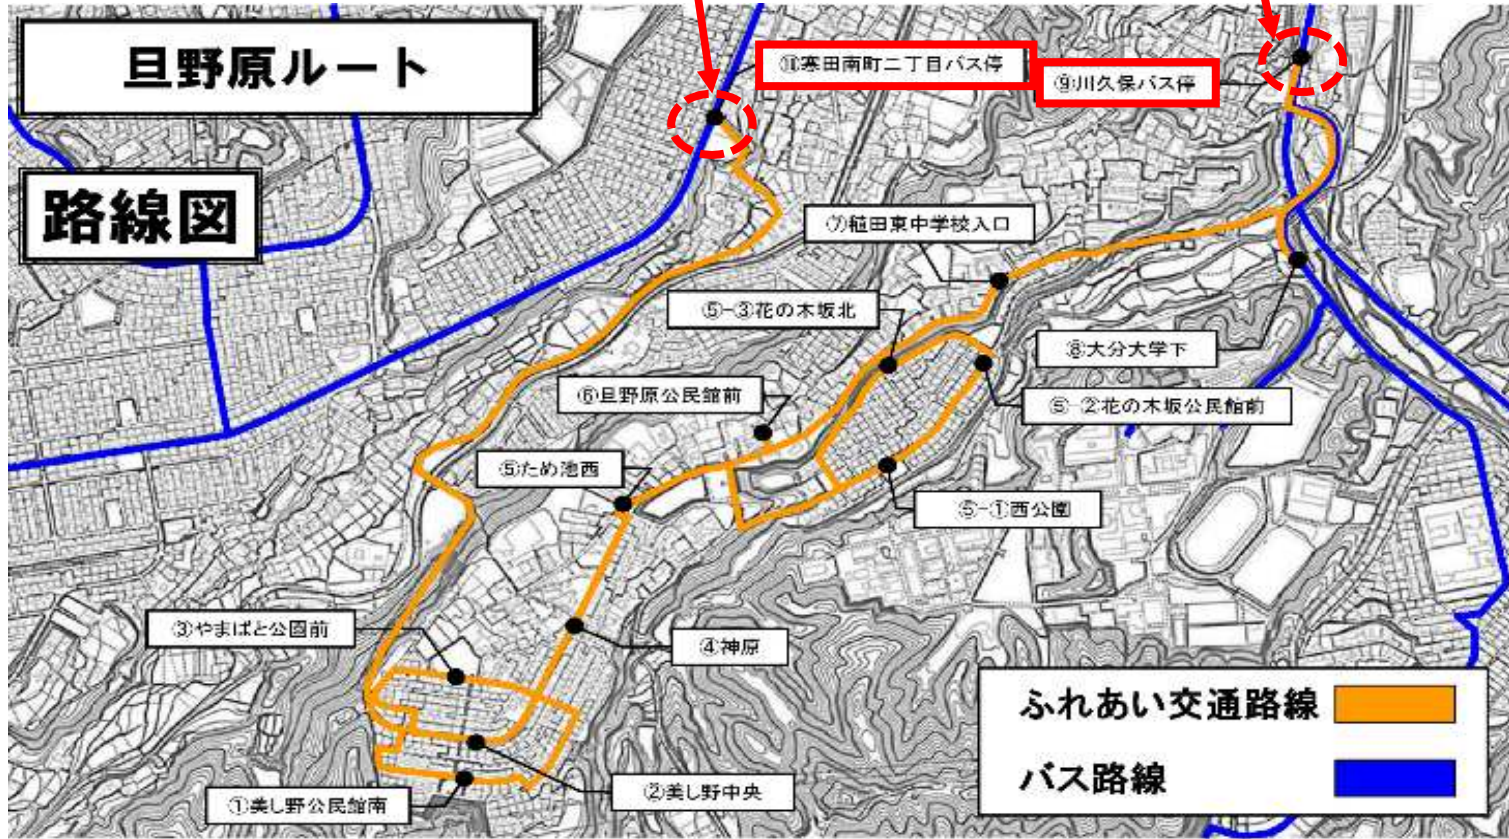 旦野原ルート
路線図
⑩寒田南町二丁目バス停
⑨川久保バス停
⑦稙田東中学校入口
⑤-③花の木坂北
⑧大分大学下
⑥旦野原公民館前
⑤-②花の木坂公民館前
⑤ため池西
⑤-①西公園
③やまばと公園前
④神原
②美し野中央
①美し野公民館南
ふれあい交通路線
バス路線